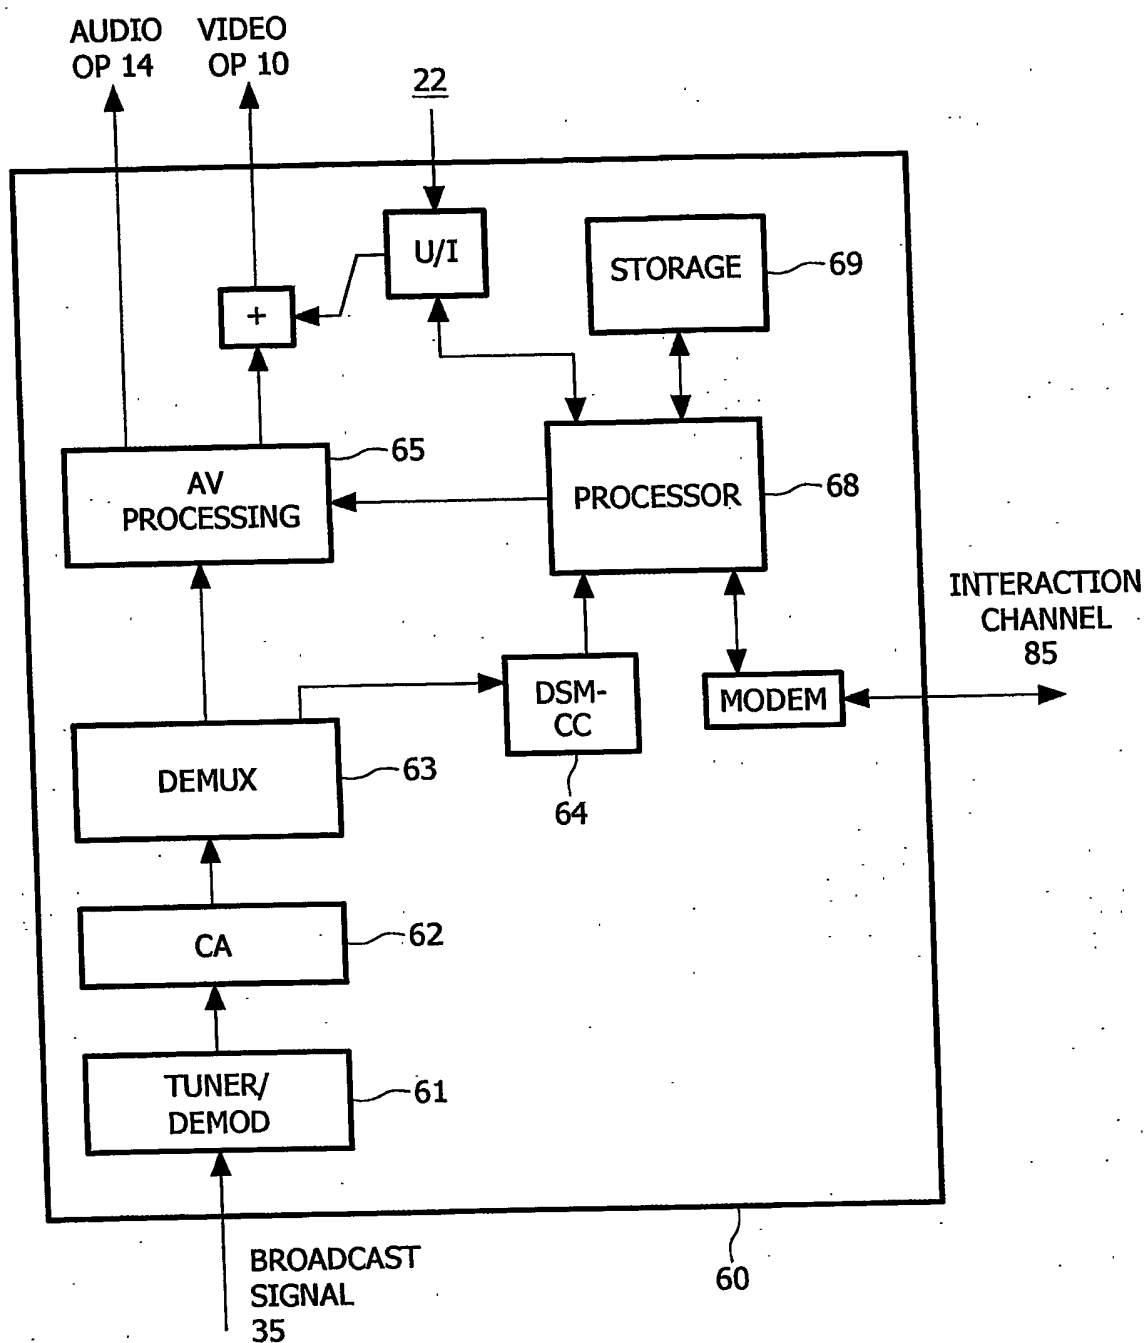 AUDIO
OP 14
VIDEO
OP 10
22
U/I
STORAGE
69
+
65
AV
PROCESSING
PROCESSOR
68
INTERACTION
CHANNEL
85
DSM-
CC
MODEM
DEMUX
63
64
CA
62
TUNER/
DEMOD
61
BROADCAST
SIGNAL
35
60